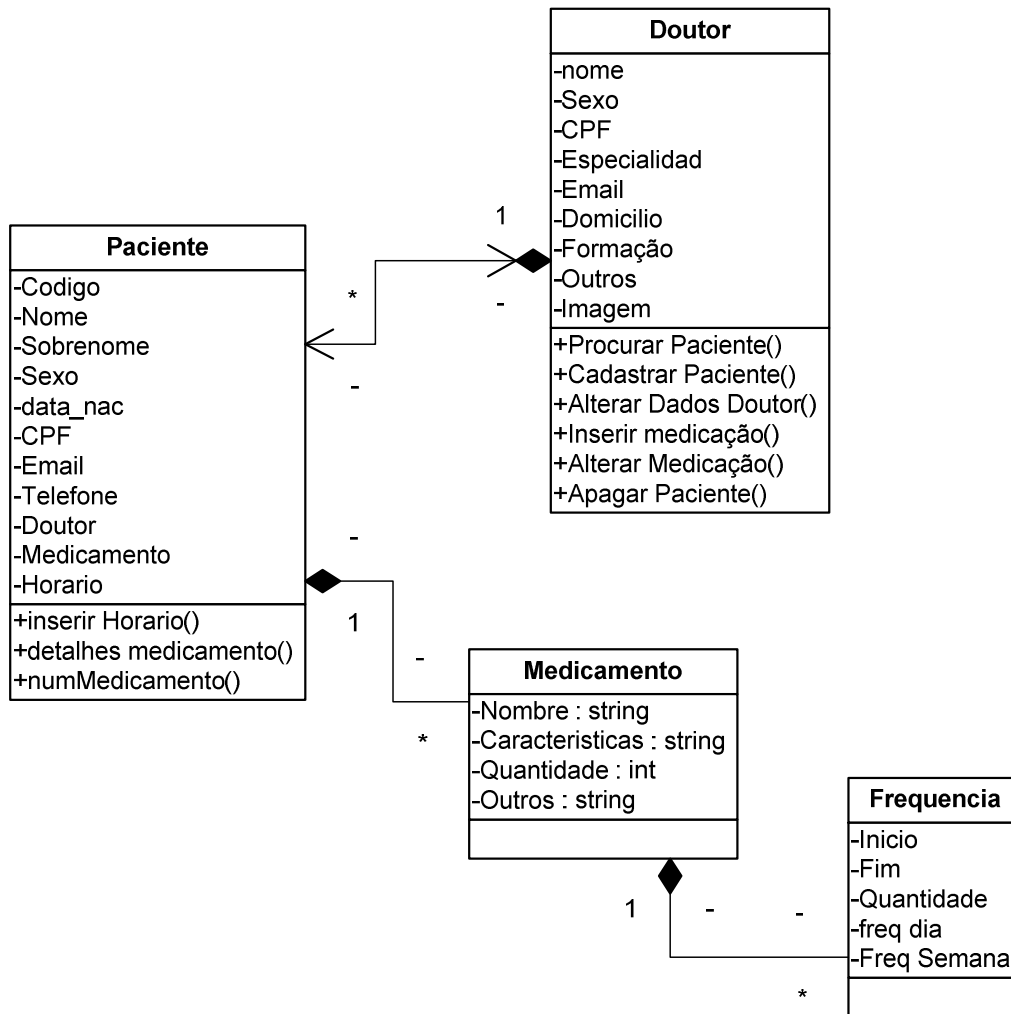 Doutor
-nome
-Sexo
-CPF
-Especialidad
-Email
-Domicilio
-Formação
-Outros
-Imagem
+Procurar Paciente()
+Cadastrar Paciente()
+Alterar Dados Doutor()
+Inserir medicação()
+Alterar Medicação()
+Apagar Paciente()
1
-
*
-
Paciente
-Codigo
-Nome
-Sobrenome
-Sexo
-data_nac
-CPF
-Email
-Telefone
-Doutor
-Medicamento
-Horario
+inserir Horario()
+detalhes medicamento()
+numMedicamento()
-
1
-
*
Medicamento
-Nombre : string
-Caracteristicas : string
-Quantidade : int
-Outros : string
1
-
-
*
Frequencia
-Inicio
-Fim
-Quantidade
-freq dia
-Freq Semana